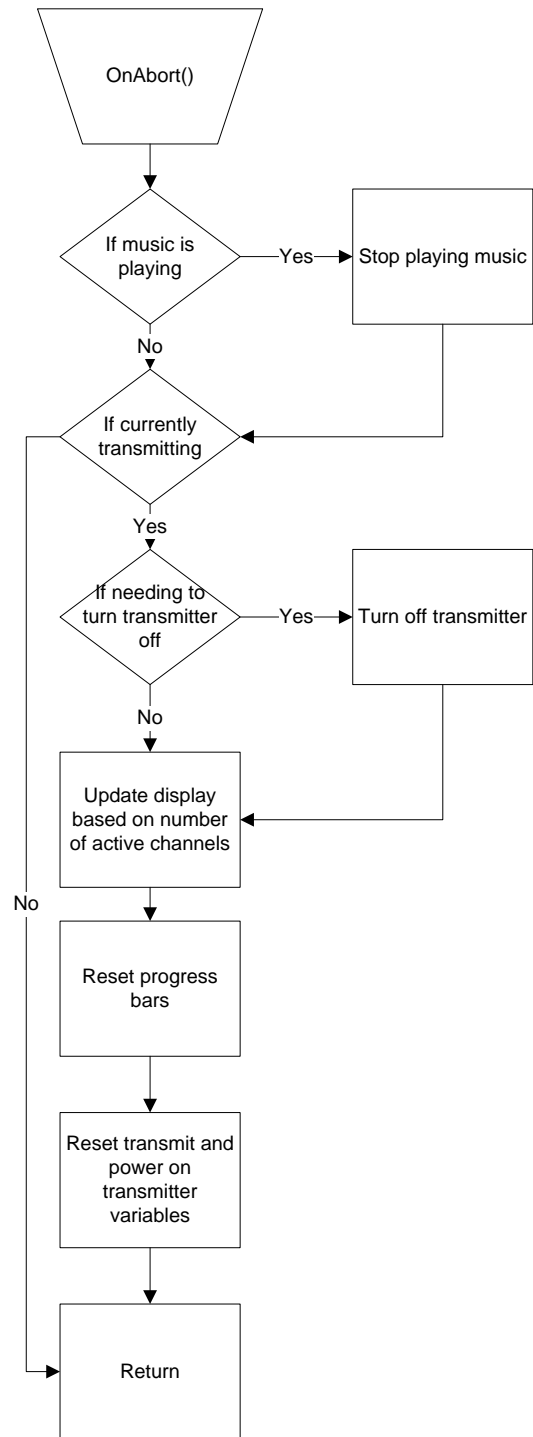 OnAbort()
If music is
playing
Yes
Stop playing music
No
If currently
transmitting
Yes
If needing to
turn transmitter
off
Yes
Turn off transmitter
No
Update display
based on number
of active channels
No
Reset progress
bars
Reset transmit and
power on
transmitter
variables
Return